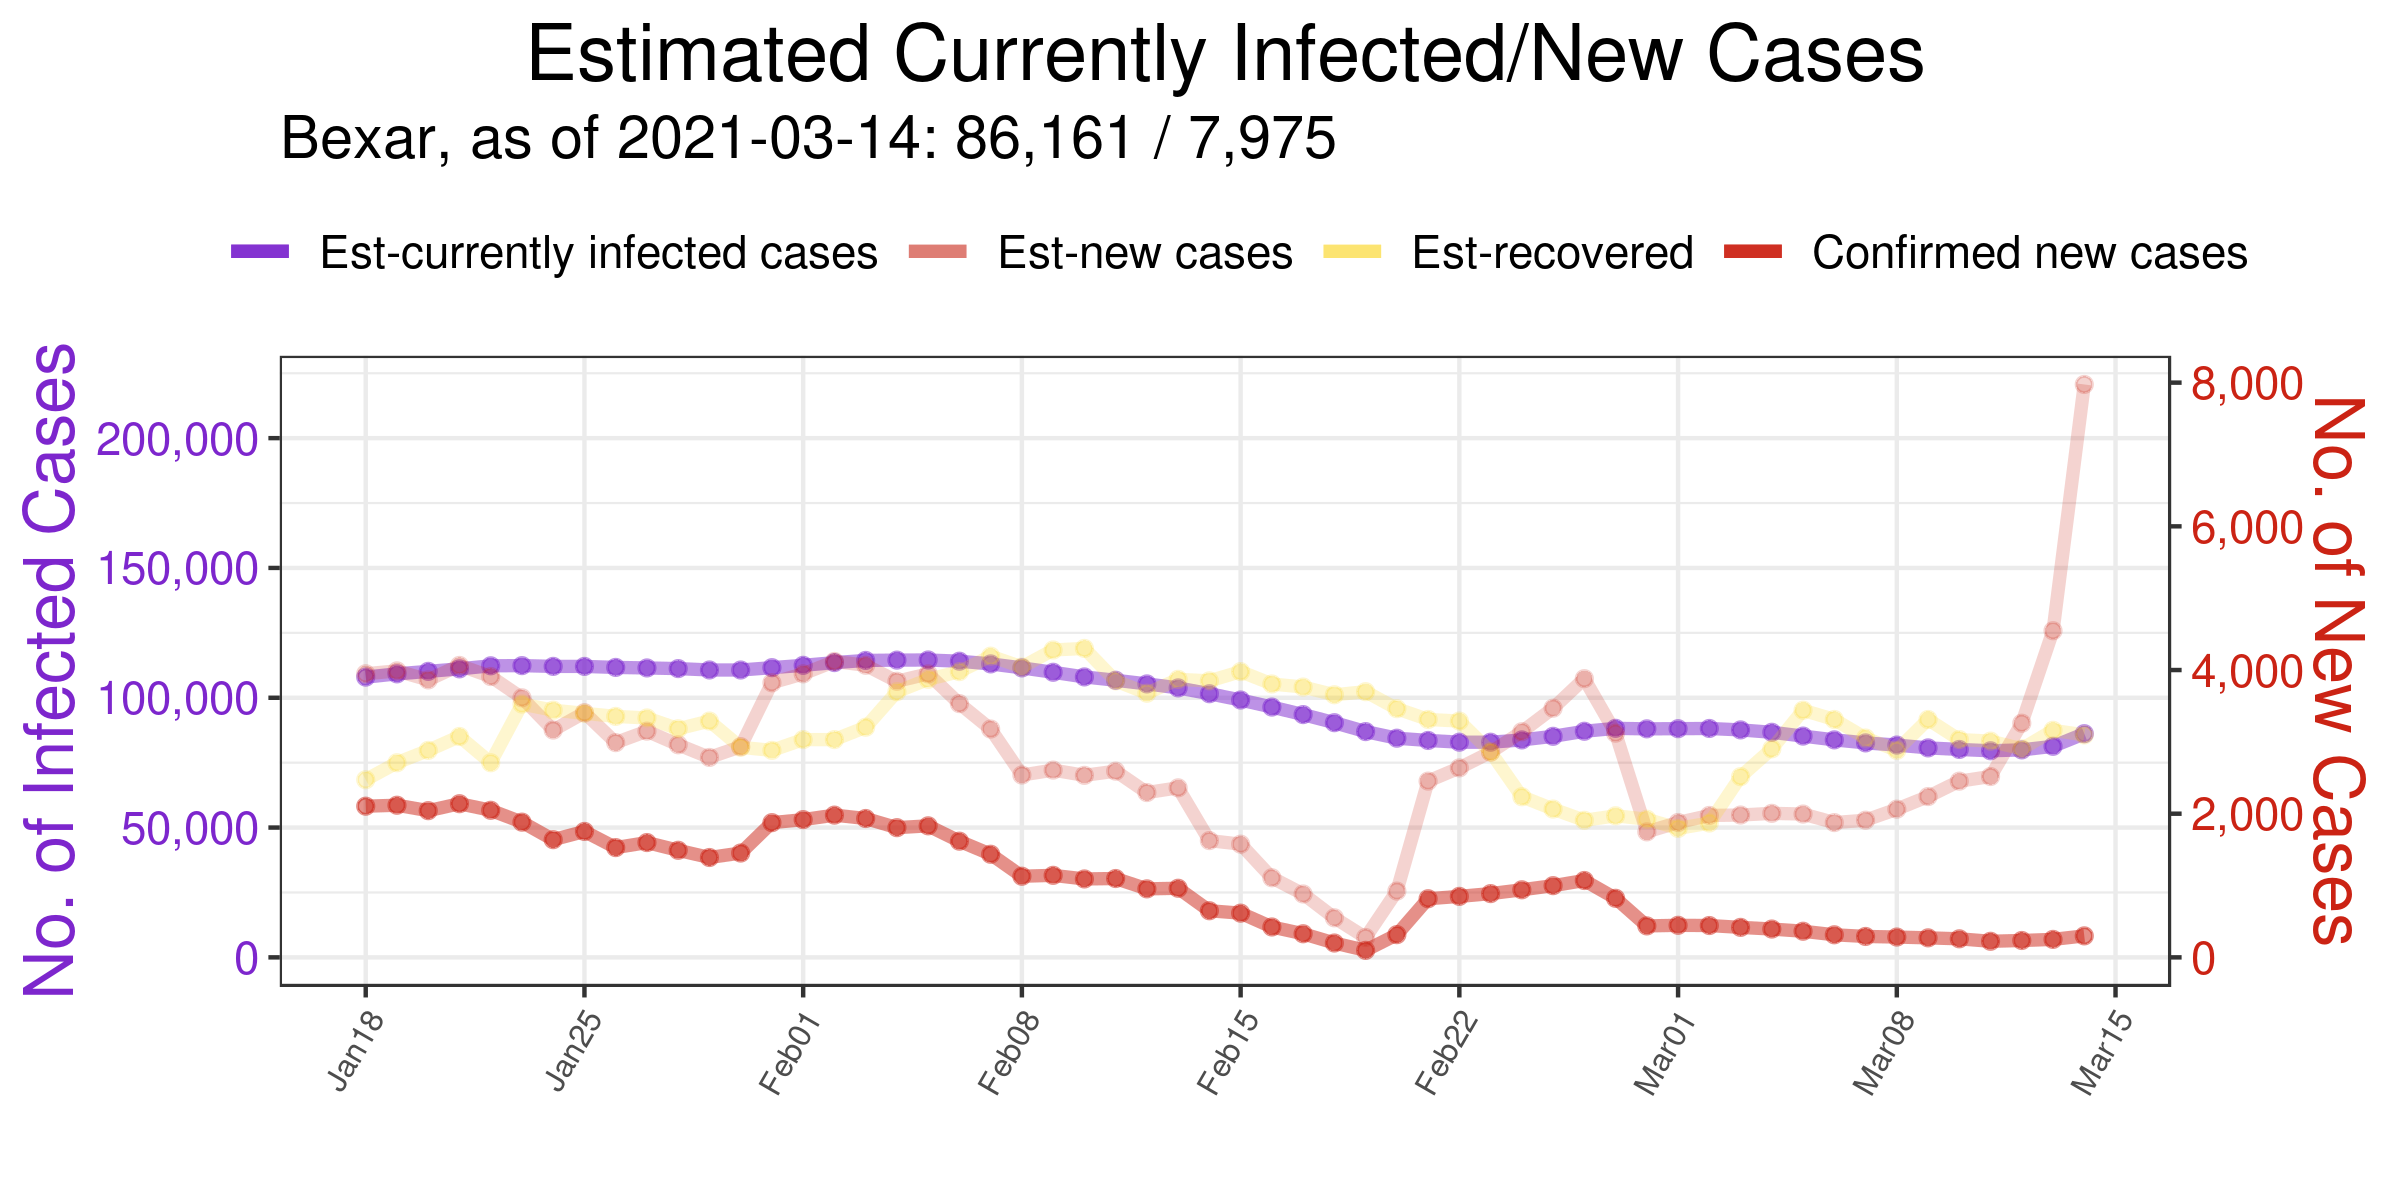 Estimated Currently Infected/New Cases
Bexar, as of 2021-03-14: 86,161 / 7,975
Est-currently infected cases Est-new cases Est-recovered Confirmed new cases
No. of Infected Cases
200,000
150,000
100,000
50,000
0
8,000
6,000
4,000
2,000
0
No. of New Cases
Jan18 Jan25 Feb01 Feb08 Feb15 Feb22 Mar01 Mar08 Mar15